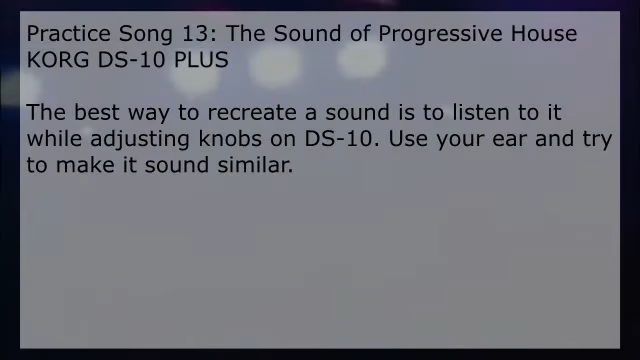 Practice Song 13: The Sound of Progressive House
KORG DS-10 PLUS
The best way to recreate a sound is to listen to it
while adjusting knobs on DS-10. Use your ear and try
to make it sound similar.